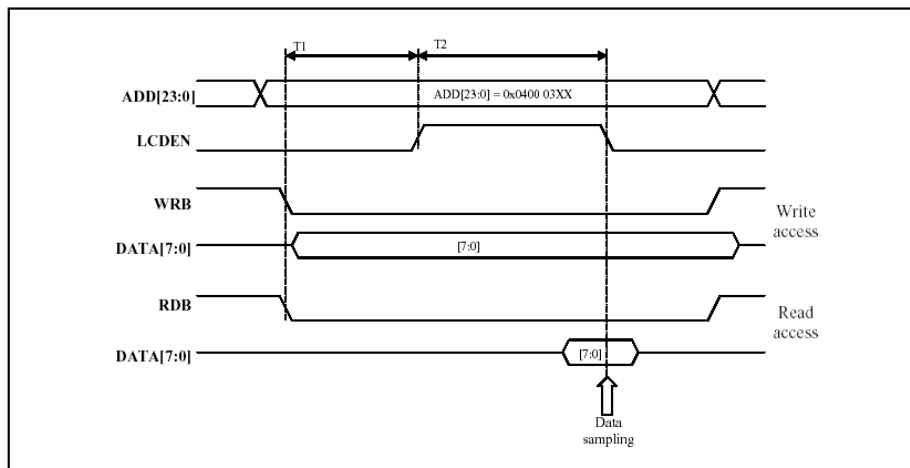 T1 T2
ADD[23:0] ADD[23:0] = 0x0400 03XX
LCDEN
WRB
Write
access
DATA[7:0] [7:0]
RDB
Read
access
DATA[7:0] [7:0]
Data
sampling